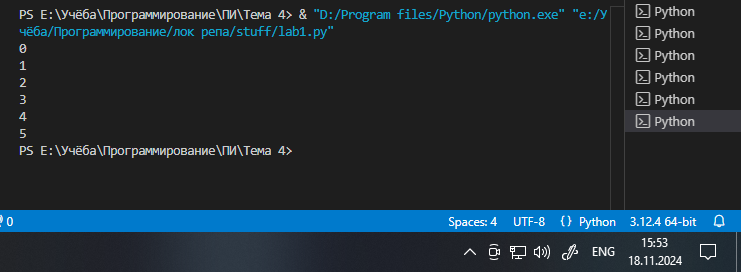 PS E:\Учёба\Программирование\ПИ\Тема 4> & "D:/Program files/Python/python.exe" "e:/У
чёба/Программирование/лок репа/stuff/lab1.py"
0
1
2
3
4
5
PS E:\Учёба\Программирование\ПИ\Тема 4>
Python
Python
Python
Python
Python
Python
0
Spaces: 4
UTF-8
{} Python
3.12.4 64-bit
ENG
15:53
18.11.2024